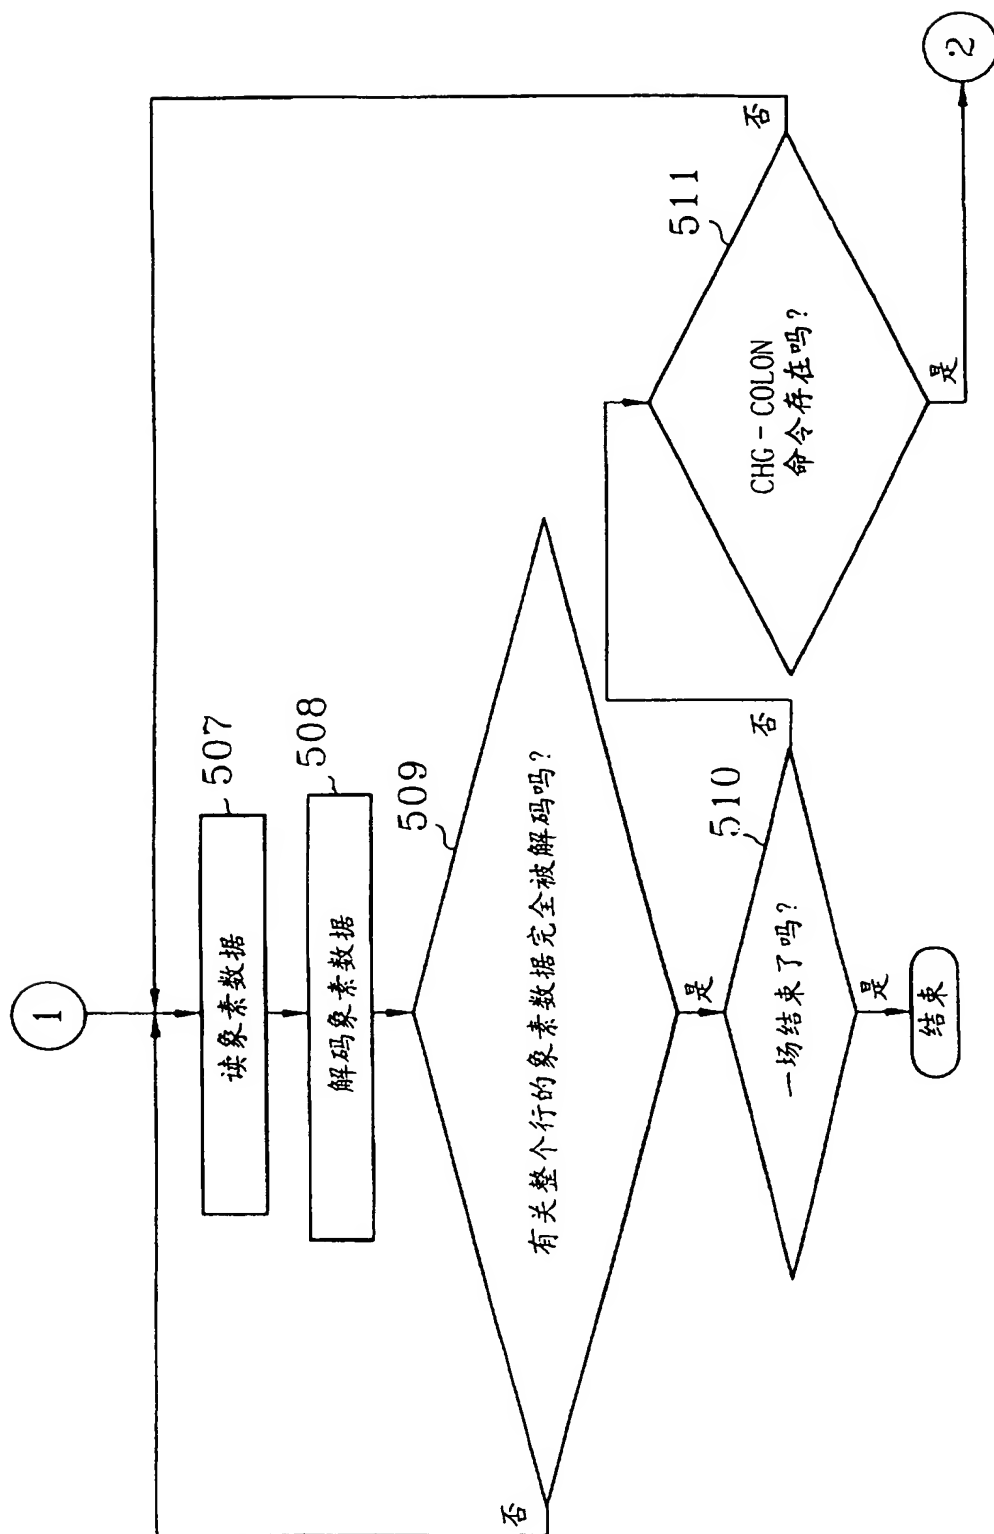 1
读象素数据
507
解码象素数据
508
有关整个行的象素数据完全被解码吗?
509
否
是
一场结束了吗?
510
否
是
结束
CHG-COLON
命令存在吗?
511
否
是
2